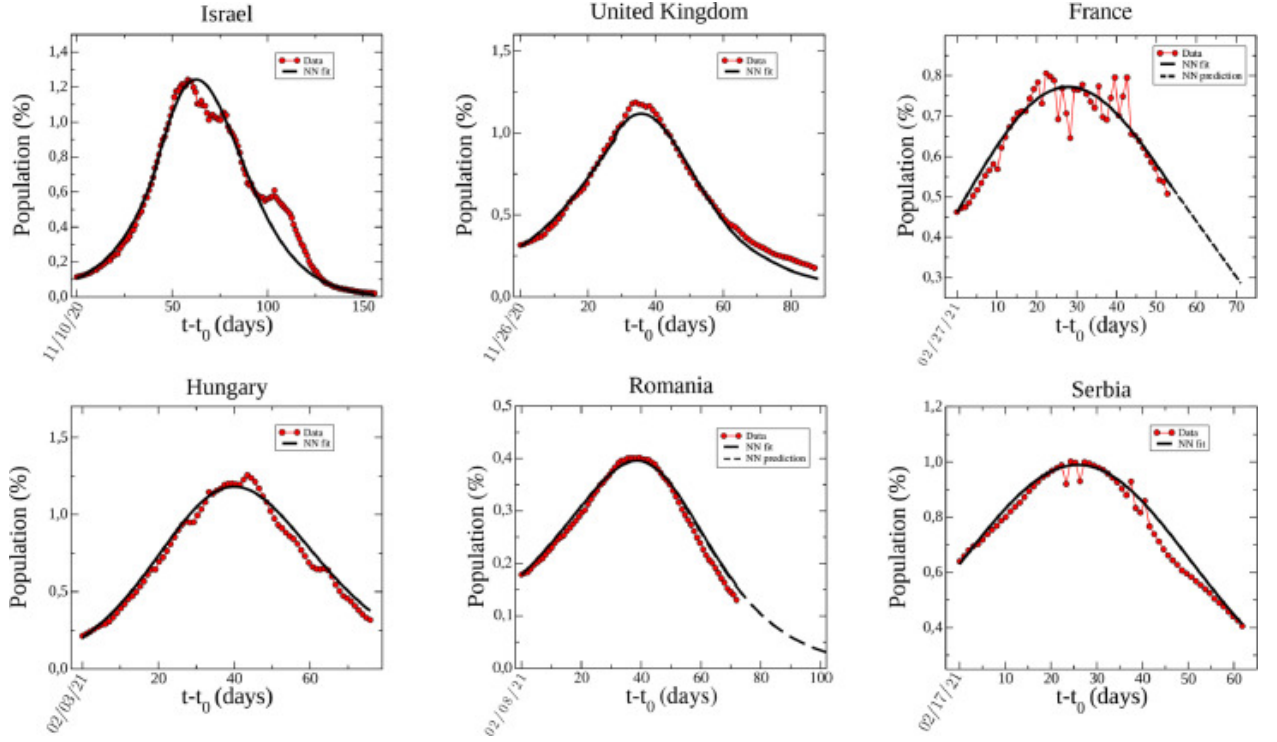 Israel
Population (%)
1,4
1,2
1,0
0,8
0,6
0,4
0,2
0,0
Data
NN fit
50
100
150
11/10/20
t-t0 (days)
United Kingdom
Population (%)
1,5
1,0
0,5
0,0
Data
NN fit
20
40
60
80
11/26/20
t-t0 (days)
France
Population (%)
0,9
0,8
0,7
0,6
0,5
0,4
0,3
Data
NN fit
NN prediction
10
20
30
40
50
60
70
02/27/21
t-t0 (days)
Hungary
Population (%)
1,5
1,0
0,5
0,0
Data
NN fit
20
40
60
02/03/21
t-t0 (days)
Romania
Population (%)
0,5
0,4
0,3
0,2
0,1
0,0
Data
NN fit
NN prediction
20
40
60
80
100
02/08/21
t-t0 (days)
Serbia
Population (%)
1,2
1,0
0,8
0,6
0,4
Data
NN fit
10
20
30
40
50
60
02/17/21
t-t0 (days)